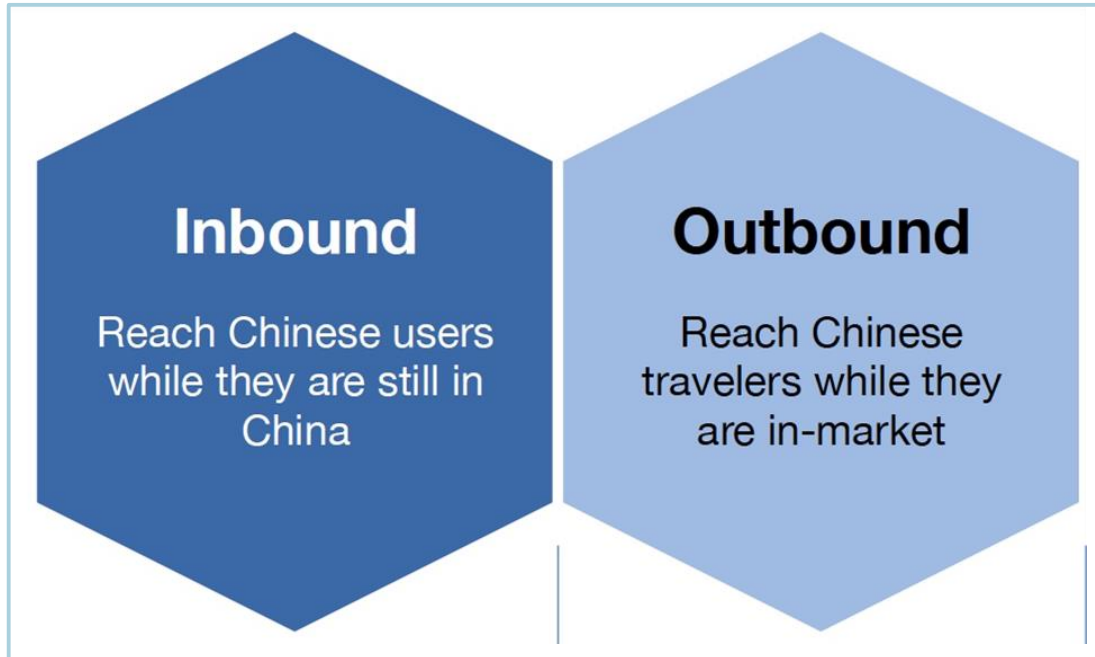 Inbound
Reach Chinese users
while they are still in
China
Outbound
Reach Chinese
travelers while they
are in-market